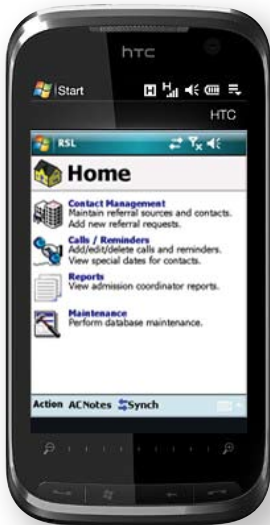 hTC
Start
HTC
RSL
Home
Contact Management
Maintain referral sources and contacts.
Add new referral requests.
Calls / Reminders
Add/edit/delete calls and reminders.
View special dates for contacts.
Reports
View admission coordinator reports.
Maintenance
Perform database maintenance.
Action ACNotes Synch